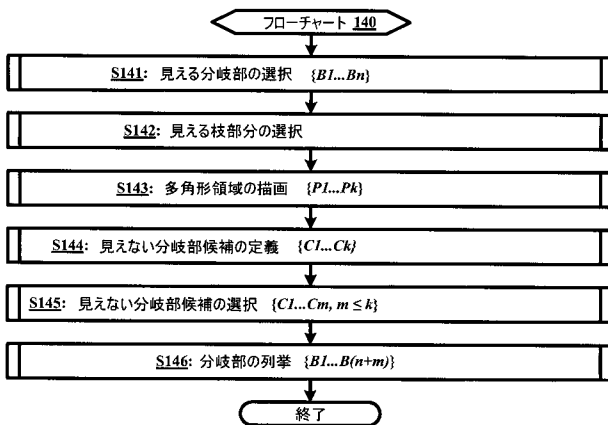 フローチャート 140
S141: 見える分岐部の選択 {B1...Bn}
S142: 見える枝部分の選択
S143: 多角形領域の描画 {P1...Pk}
S144: 見えない分岐部候補の定義 {C1...Ck}
S145: 見えない分岐部候補の選択 {C1...Cm, m ≤ k}
S146: 分岐部の列挙 {B1...B(n+m)}
終了